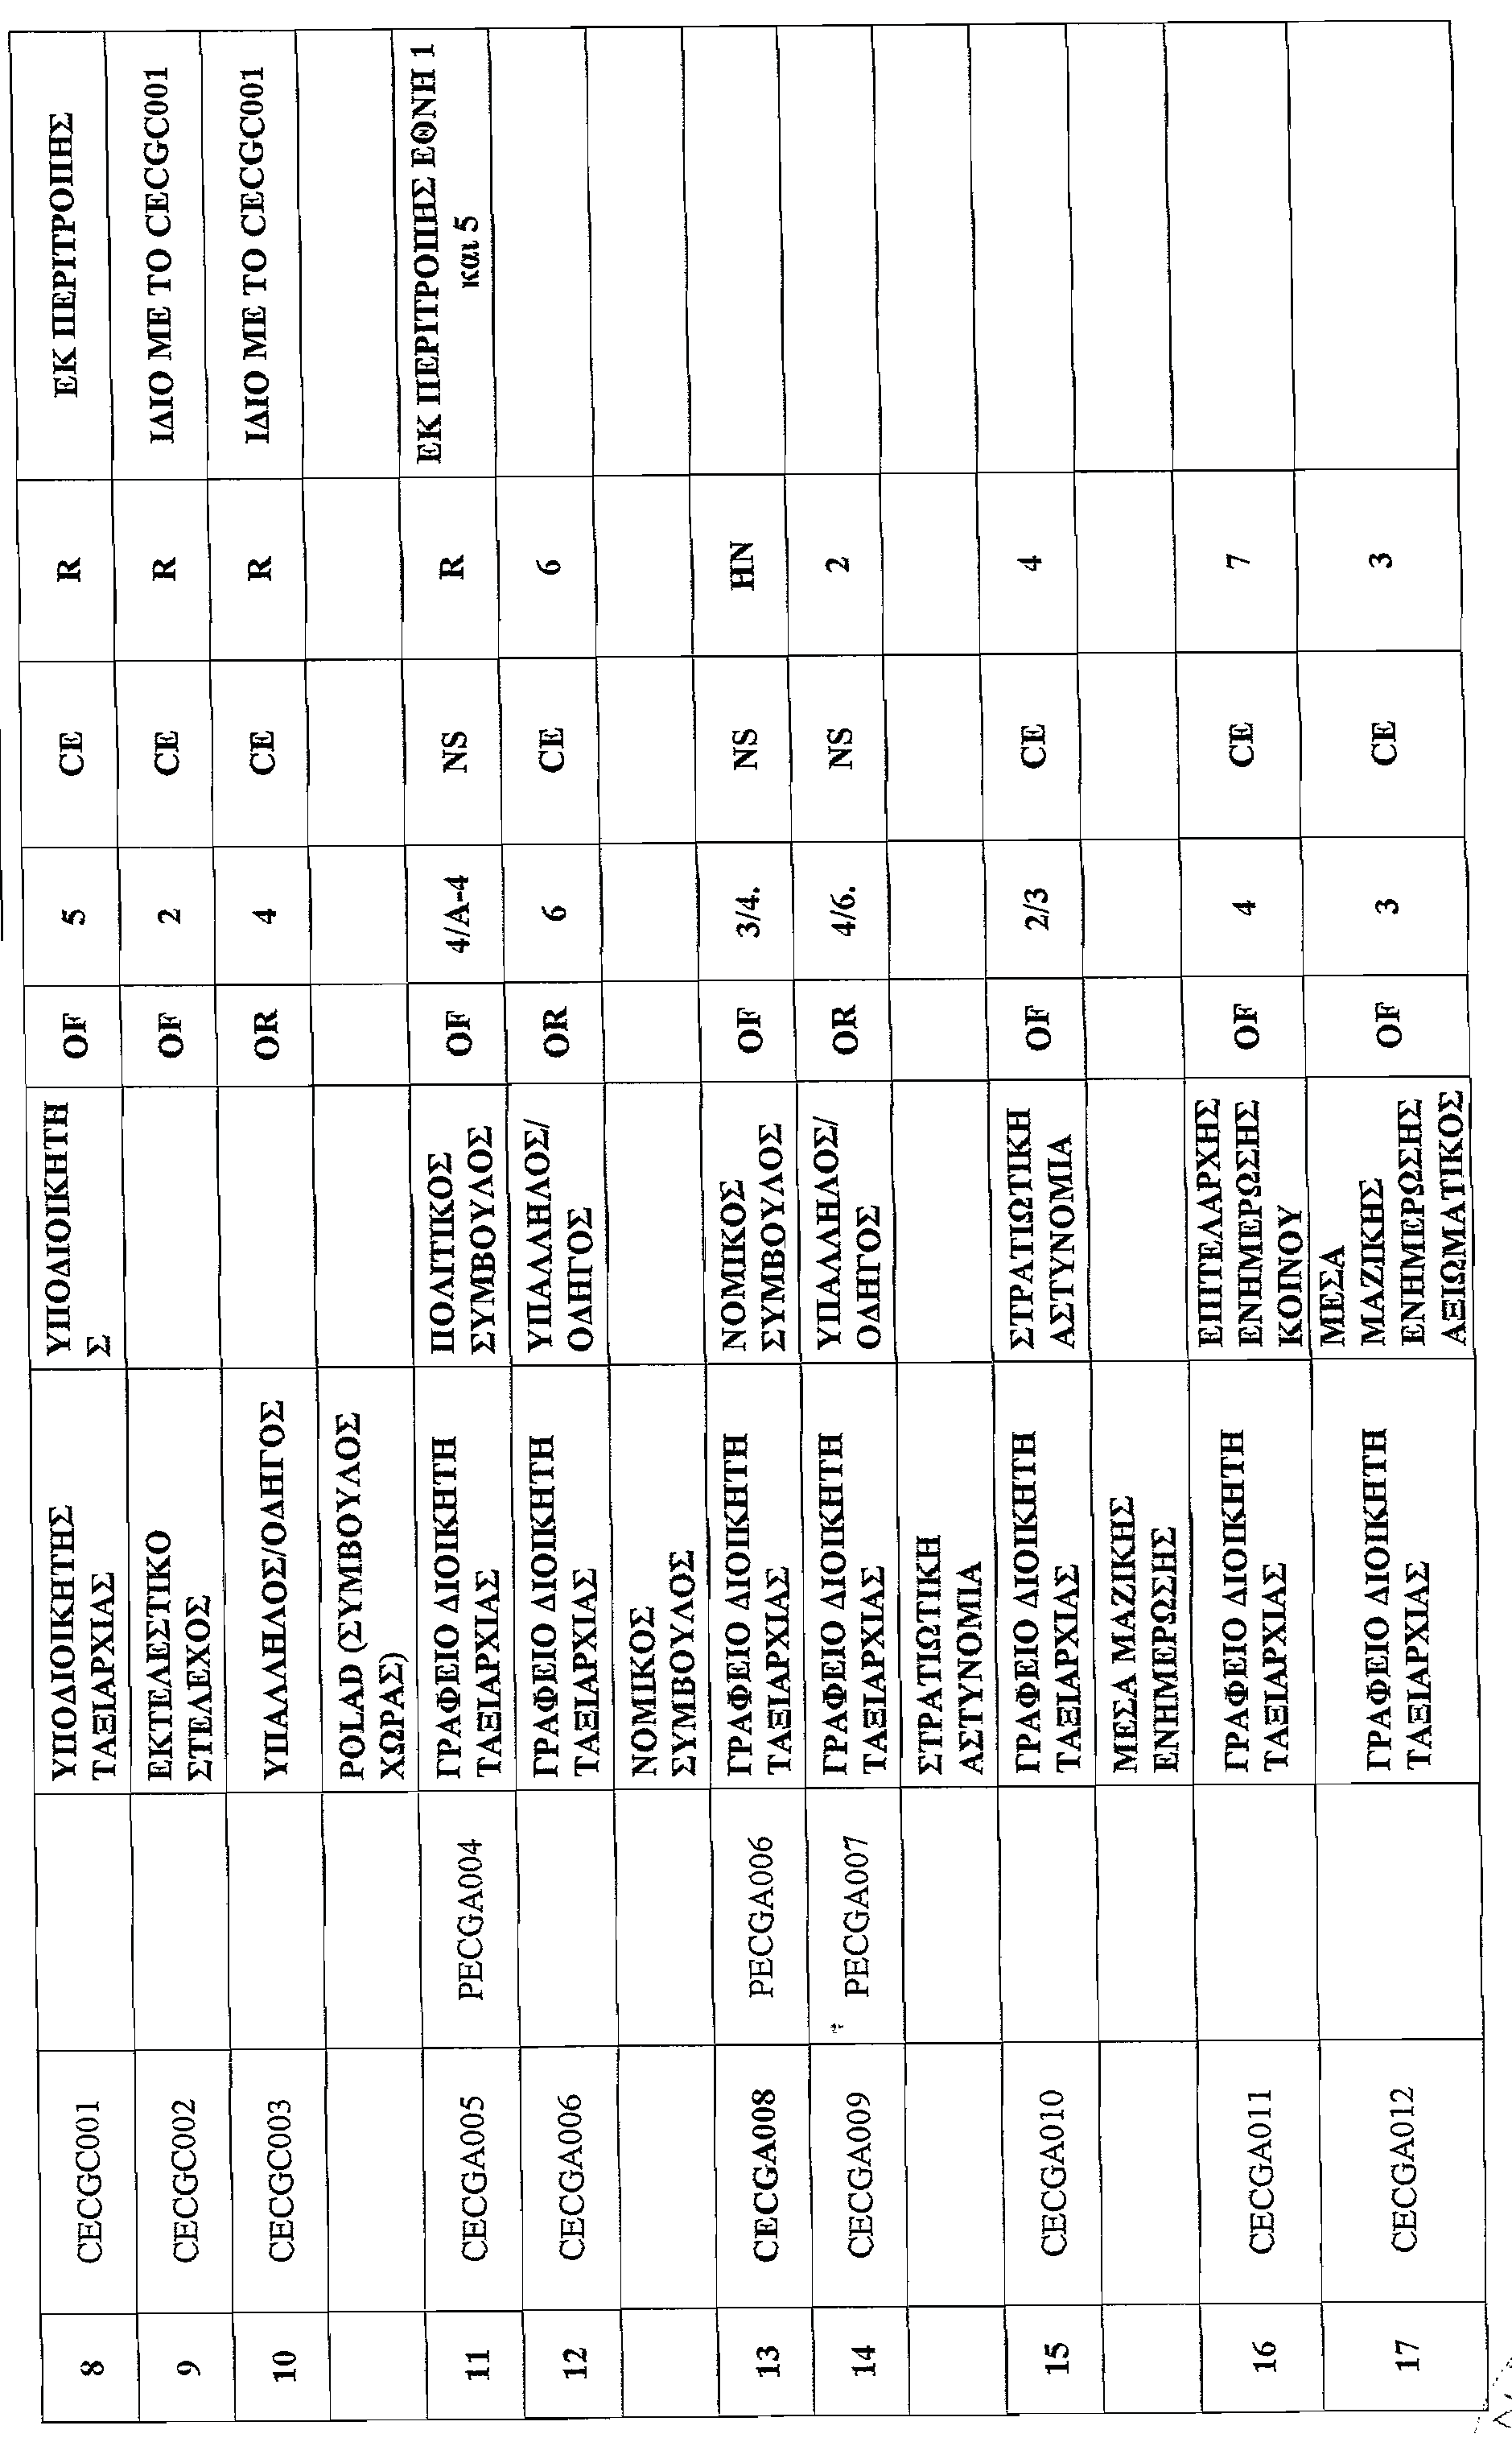 8 CECGC001 ΥΠΟΔΙΟΙΚΗΤΗΣ ΥΠΟΔΙΟΙΚΗΤΗ OF 5 CE R ΕΚ ΠΕΡΙΤΡΟΠΗΣ
ΤΑΞΙΑΡΧΙΑΣ Σ
9 CECGC002 ΕΚΤΕΛΕΣΤΙΚΟ OF 2 CE R ΙΔΙΟ ΜΕ ΤΟ CECGC001
ΣΤΕΛΕΧΟΣ
10 CECGC003 ΥΠΑΛΛΗΛΟΣ/ΟΔΗΓΟΣ OR 4 CE R ΙΔΙΟ ΜΕ ΤΟ CECGC001
POLAD (ΣΥΜΒΟΥΛΟΣ
ΧΩΡΑΣ)
11 CECGA005 PECGA004 ΓΡΑΦΕΙΟ ΔΙΟΙΚΗΤΗ ΠΟΛΙΤΙΚΟΣ OF 4/A-4 NS R ΕΚ ΠΕΡΙΤΡΟΠΗΣ ΕΘΝΗ 1
ΤΑΞΙΑΡΧΙΑΣ ΣΥΜΒΟΥΛΟΣ και 5
12 CECGA006 ΓΡΑΦΕΙΟ ΔΙΟΙΚΗΤΗ ΥΠΑΛΛΗΛΟΣ/ OR 6 CE 6
ΤΑΞΙΑΡΧΙΑΣ ΟΔΗΓΟΣ
ΝΟΜΙΚΟΣ
ΣΥΜΒΟΥΛΟΣ
13 CECGA008 PECGA006 ΓΡΑΦΕΙΟ ΔΙΟΙΚΗΤΗ ΝΟΜΙΚΟΣ OF 3/4. NS HN
ΤΑΞΙΑΡΧΙΑΣ ΣΥΜΒΟΥΛΟΣ
14 CECGA009 PECGA007 ΓΡΑΦΕΙΟ ΔΙΟΙΚΗΤΗ ΥΠΑΛΛΗΛΟΣ/ OR 4/6. NS 2
ΤΑΞΙΑΡΧΙΑΣ ΟΔΗΓΟΣ
ΣΤΡΑΤΙΩΤΙΚΗ
ΑΣΤΥΝΟΜΙΑ
15 CECGA010 ΓΡΑΦΕΙΟ ΔΙΟΙΚΗΤΗ ΣΤΡΑΤΙΩΤΙΚΗ OF 2/3 CE 4
ΤΑΞΙΑΡΧΙΑΣ ΑΣΤΥΝΟΜΙΑ
ΜΕΣΑ ΜΑΖΙΚΗΣ
ΕΝΗΜΕΡΩΣΗΣ
16 CECGA011 ΓΡΑΦΕΙΟ ΔΙΟΙΚΗΤΗ ΕΠΙΤΕΛΑΡΧΗΣ OF 4 CE 7
ΤΑΞΙΑΡΧΙΑΣ ΕΝΗΜΕΡΩΣΗΣ
ΚΟΙΝΟΥ
17 CECGA012 ΓΡΑΦΕΙΟ ΔΙΟΙΚΗΤΗ ΜΕΣΑ OF 3 CE 3
ΤΑΞΙΑΡΧΙΑΣ ΜΑΖΙΚΗΣ
ΕΝΗΜΕΡΩΣΗΣ
ΑΞΙΩΜΑΤΙΚΟΣ